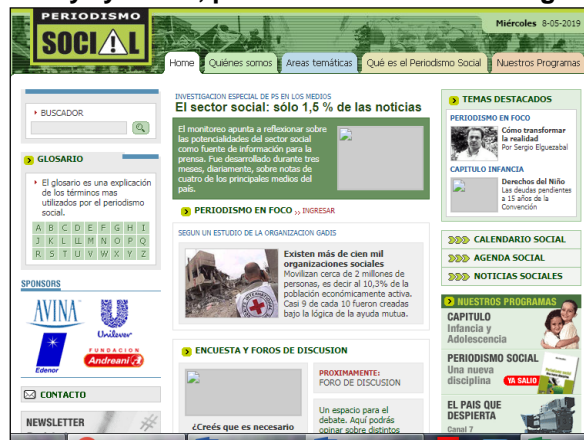 PERIODISMO
SOCIAL
Miércoles 8-05-2019
Home
Quiénes somos
Areas temáticas
Qué es el Periodismo Social
Nuestros Programas
BUSCADOR
GLOSARIO
El glosario es una explicación
de los términos mas
utilizados por el periodismo
social.
A B C D E F G H I
J K L LL M N O P Q
R S T U V W X Y Z
SPONSORS
AVINA
Unilever
Edenor
FUNDACION
Andreani
CONTACTO
NEWSLETTER
INVESTIGACION ESPECIAL DE PS EN LOS MEDIOS
El sector social: sólo 1,5 % de las noticias
El monitoreo apunta a reflexionar sobre
las potencialidades del sector social
como fuente de información para la
prensa. Fue desarrollado durante tres
meses, diariamente, sobre notas de
cuatro de los principales medios del
país.
PERIODISMO EN FOCO ›› INGRESAR
SEGUN UN ESTUDIO DE LA ORGANIZACION GADIS
Existen más de cien mil
organizaciones sociales
Movilizan cerca de 2 millones de
personas, es decir al 10,3% de la
población económicamente activa.
Casi 9 de cada 10 fueron creadas
bajo la lógica de la ayuda mutua.
ENCUESTA Y FOROS DE DISCUSION
¿Creés que es necesario
PROXIMAMENTE:
FORO DE DISCUSION
Un espacio para el
debate. Aquí podrás
opinar sobre distintos
TEMAS DESTACADOS
PERIODISMO EN FOCO
Cómo transformar
la realidad
Por Sergio Elguezabal
CAPITULO INFANCIA
Derechos del Niño
Las deudas pendientes
a 15 años de la
Convención
CALENDARIO SOCIAL
AGENDA SOCIAL
NOTICIAS SOCIALES
NUESTROS PROGRAMAS
CAPITULO
Infancia y
Adolescencia
PERIODISMO SOCIAL
Una nueva
disciplina
YA SALIO
EL PAIS QUE
DESPIERTA
Canal 7